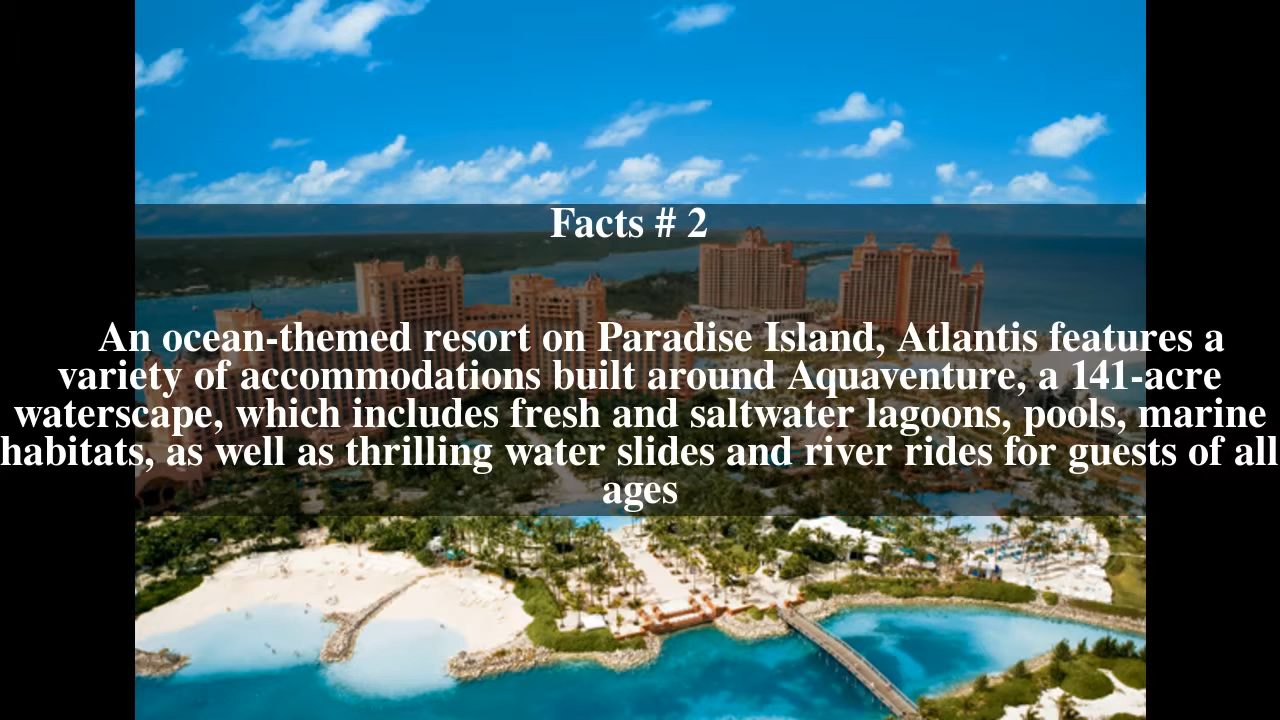 Facts # 2
An ocean-themed resort on Paradise Island, Atlantis features a
variety of accommodations built around Aquaventure, a 141-acre
waterscape, which includes fresh and saltwater lagoons, pools, marine
habitats, as well as thrilling water slides and river rides for guests of all
ages